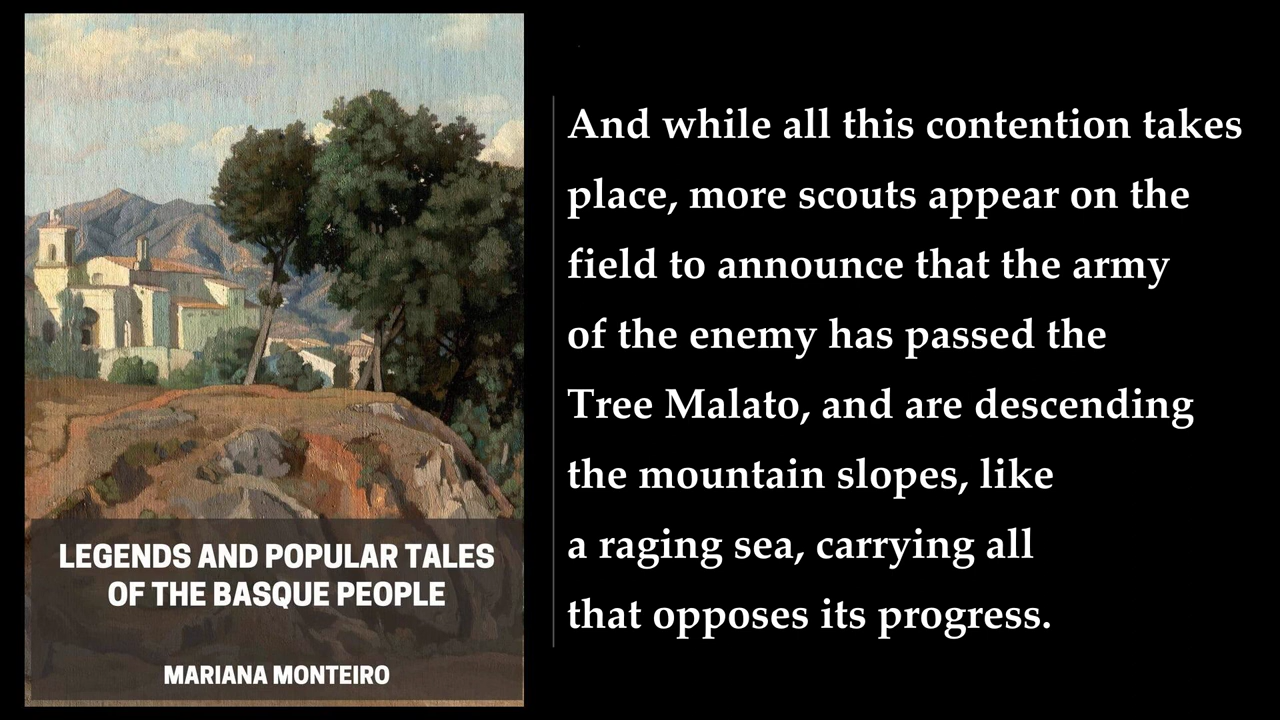 LEGENDS AND POPULAR TALES
OF THE BASQUE PEOPLE
MARIANA MONTEIRO
And while all this contention takes
place, more scouts appear on the
field to announce that the army
of the enemy has passed the
Tree Malato, and are descending
the mountain slopes, like
a raging sea, carrying all
that opposes its progress.